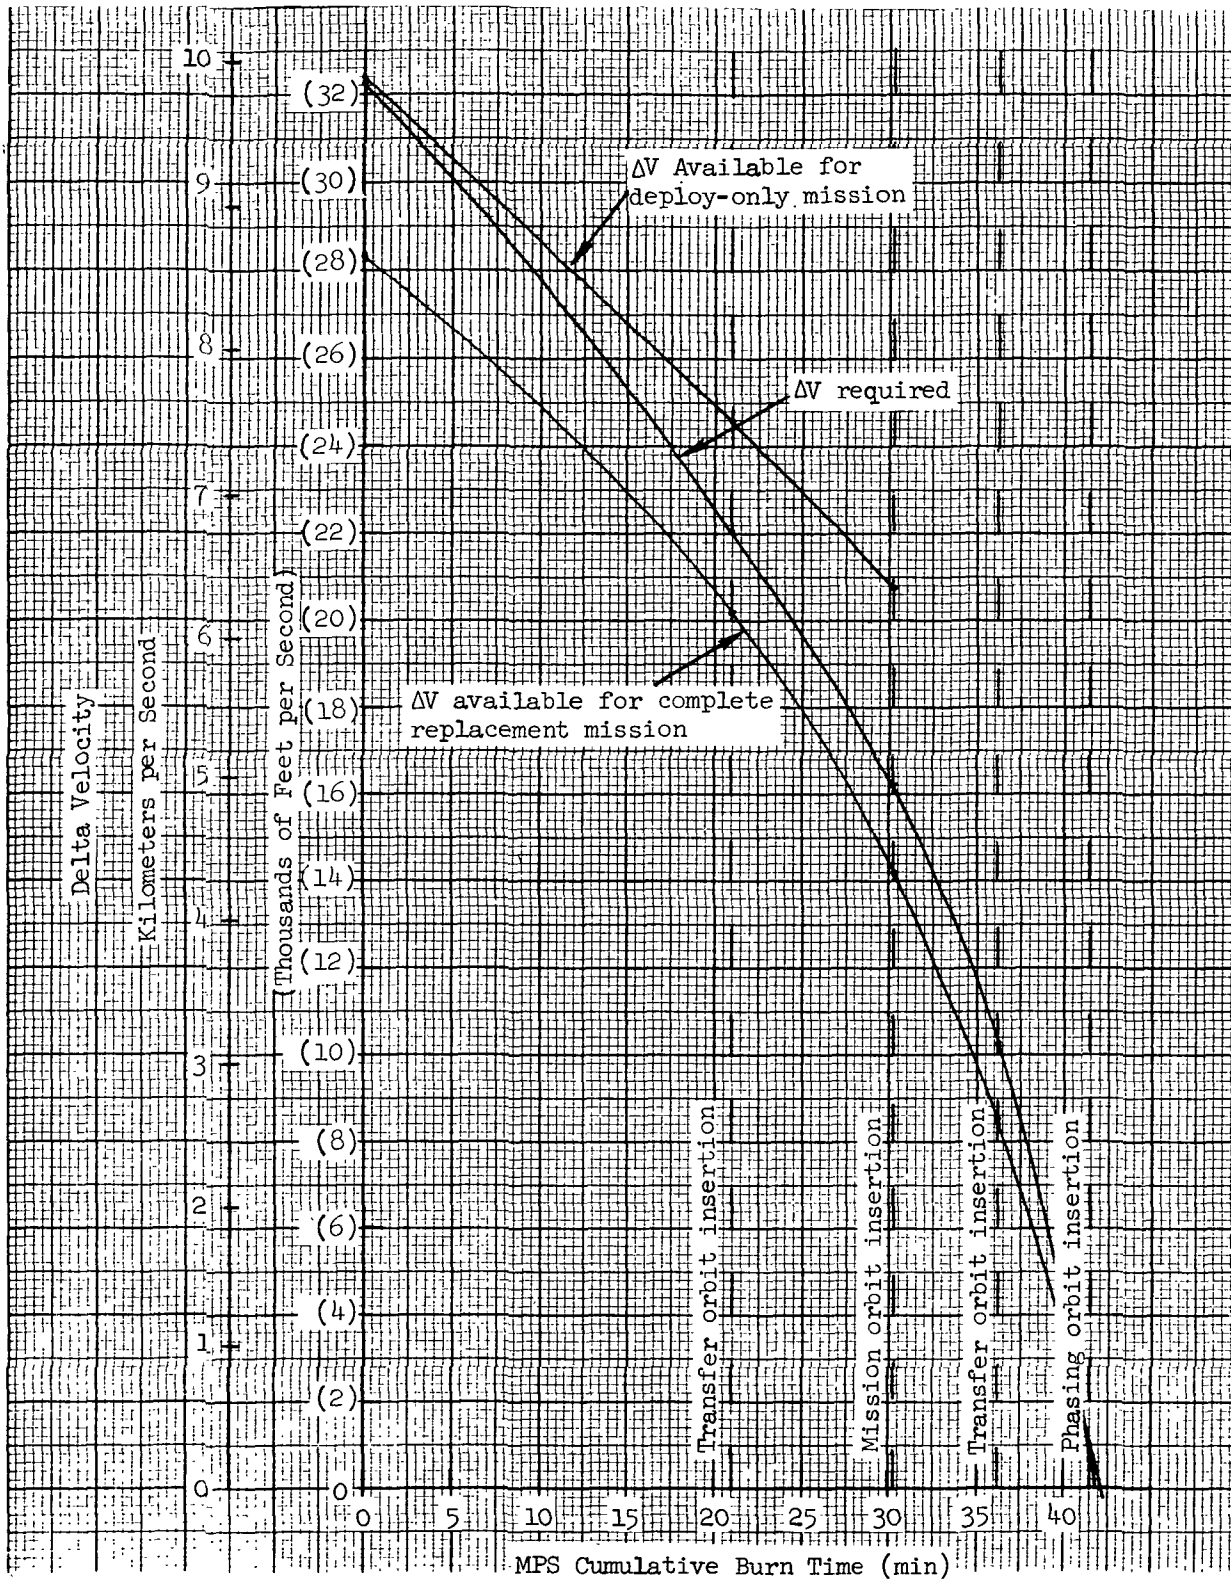 10
(32)
ΔV Available for
deploy-only mission
9
(30)
(28)
8
(26)
ΔV required
(24)
7
(22)
(20)
6
ΔV available for complete
replacement mission
(18)
5
(16)
(14)
4
(12)
3
(10)
(8)
2
(6)
(4)
1
(2)
0
0
Delta Velocity
Kilometers per Second
(Thousands of Feet per Second)
Transfer orbit insertion
Mission orbit insertion
Transfer orbit insertion
Phasing orbit insertion
0 5 10 15 20 25 30 35 40
MPS Cumulative Burn Time (min)